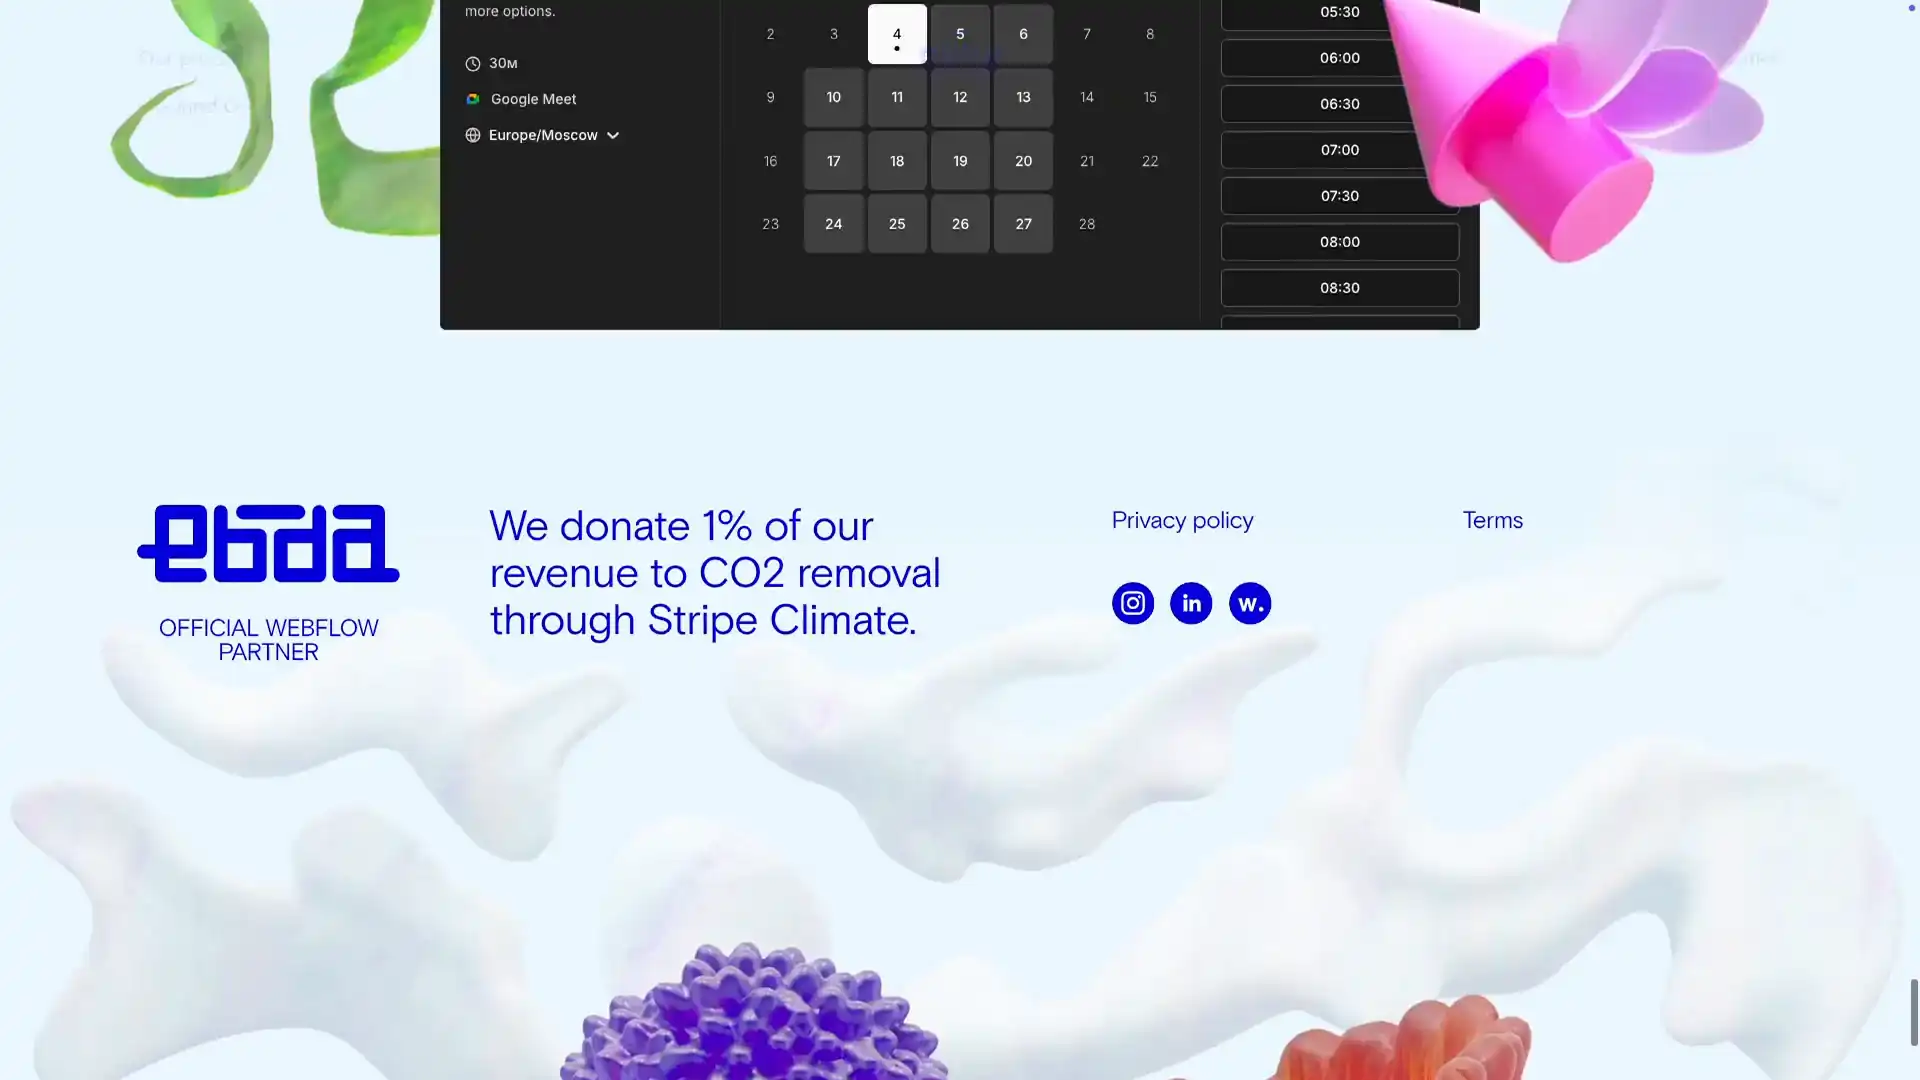 more options.
30м
Google Meet
Europe/Moscow
2 3 4 5 6 7 8
9 10 11 12 13 14 15
16 17 18 19 20 21 22
23 24 25 26 27 28
05:30
06:00
06:30
07:00
07:30
08:00
08:30
ebda
OFFICIAL WEBFLOW
PARTNER
We donate 1% of our
revenue to CO2 removal
through Stripe Climate.
Privacy policy
Terms
in
w.